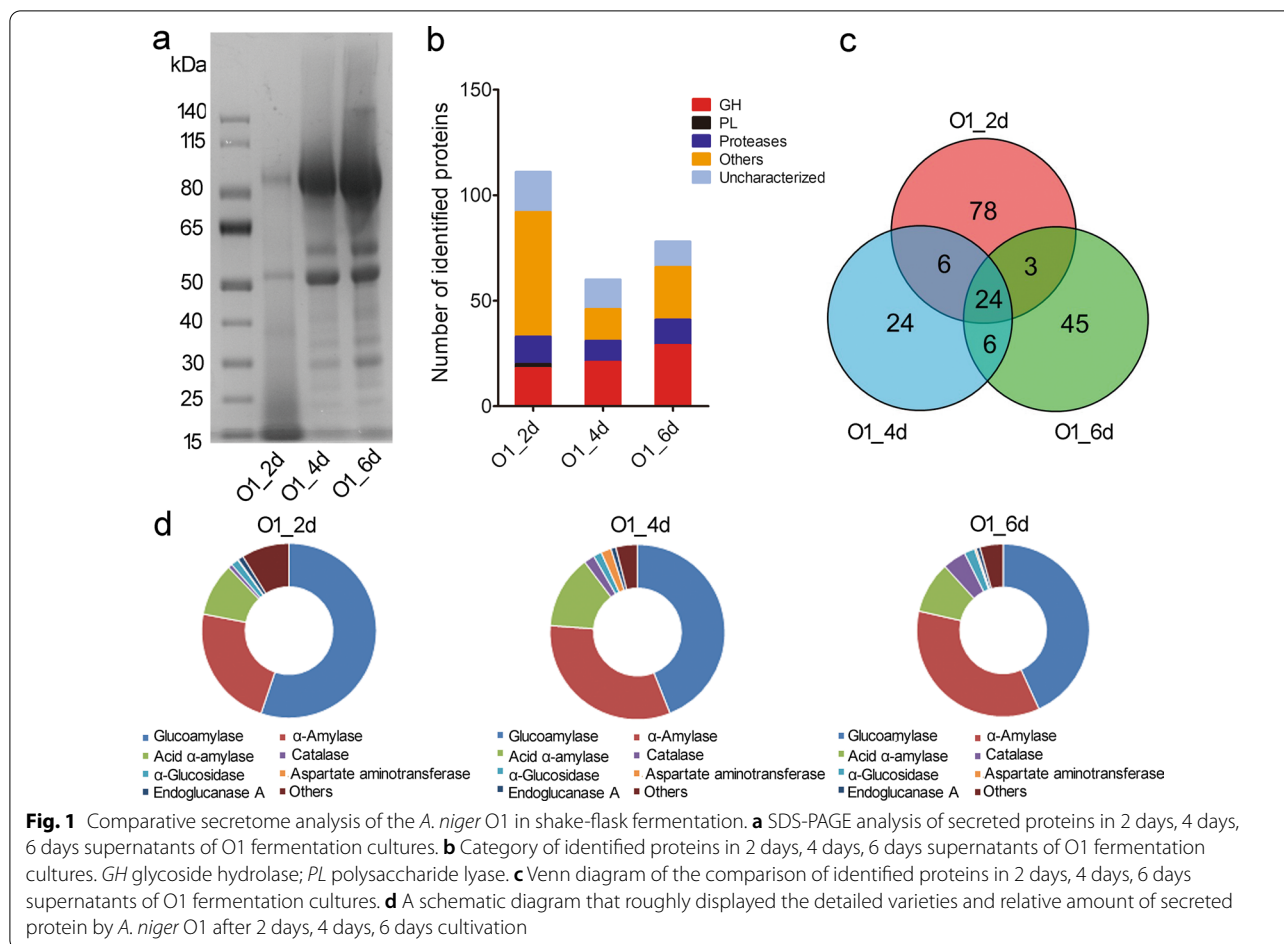 a
kDa
140
115
80
65
50
40
30
25
15
O1_2d
O1_4d
O1_6d
b
Number of identified proteins
150
100
50
0
O1_2d
O1_4d
O1_6d
GH
PL
Proteases
Others
Uncharacterized
c
O1_2d
78
6
3
24
24
45
6
O1_4d
O1_6d
d
O1_2d
Glucoamylase
α-Amylase
Acid α-amylase
Catalase
α-Glucosidase
Aspartate aminotransferase
Endoglucanase A
Others
O1_4d
Glucoamylase
α-Amylase
Acid α-amylase
Catalase
α-Glucosidase
Aspartate aminotransferase
Endoglucanase A
Others
O1_6d
Glucoamylase
α-Amylase
Acid α-amylase
Catalase
α-Glucosidase
Aspartate aminotransferase
Endoglucanase A
Others
Fig. 1 Comparative secretome analysis of the A. niger O1 in shake-flask fermentation. a SDS-PAGE analysis of secreted proteins in 2 days, 4 days,
6 days supernatants of O1 fermentation cultures. b Category of identified proteins in 2 days, 4 days, 6 days supernatants of O1 fermentation
cultures. GH glycoside hydrolase; PL polysaccharide lyase. c Venn diagram of the comparison of identified proteins in 2 days, 4 days, 6 days
supernatants of O1 fermentation cultures. d A schematic diagram that roughly displayed the detailed varieties and relative amount of secreted
protein by A. niger O1 after 2 days, 4 days, 6 days cultivation